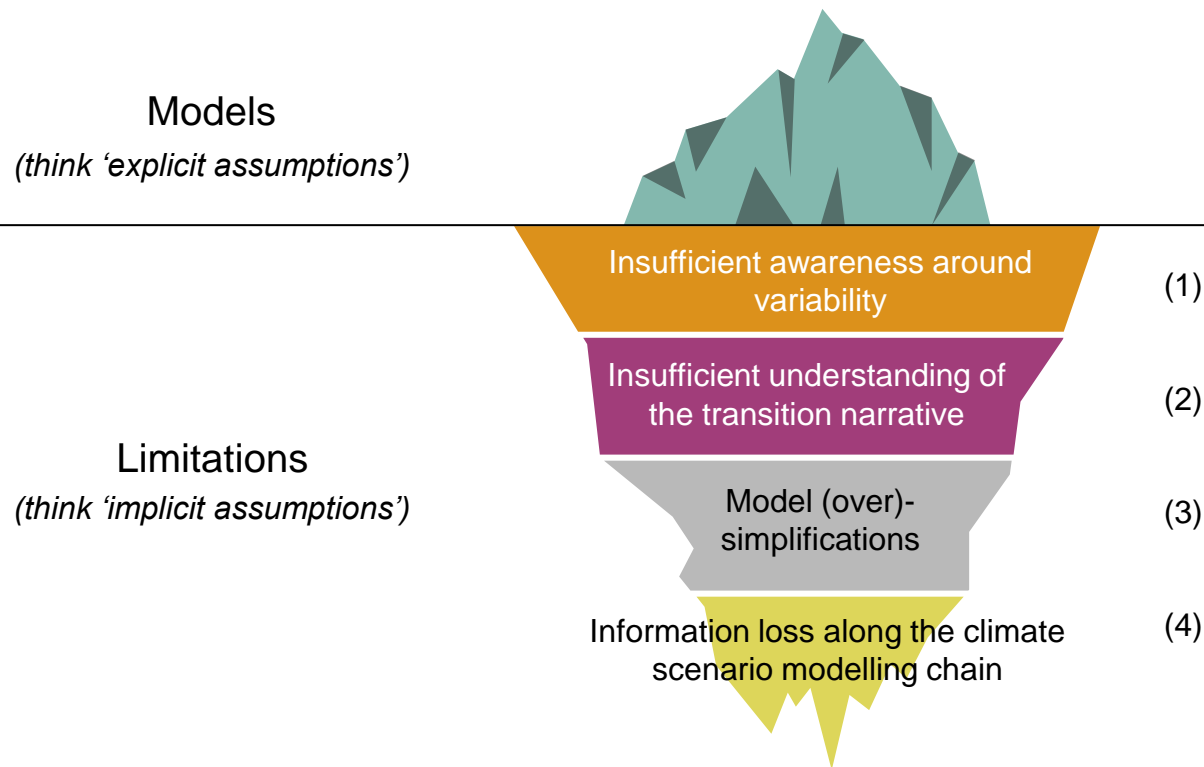 Models
(think ‘explicit assumptions’)
Insufficient awareness around
variability
(1)
Insufficient understanding of
the transition narrative
(2)
Limitations
(think ‘implicit assumptions’)
Model (over)-
simplifications
(3)
Information loss along the climate
scenario modelling chain
(4)